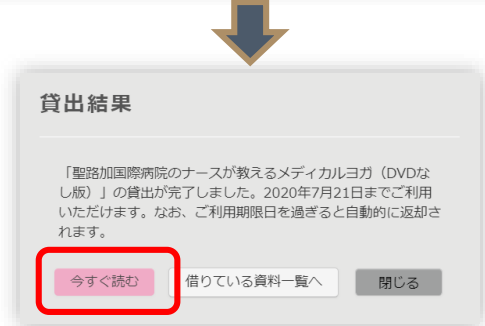 貸出結果
「聖路加国際病院のナースが教えるメディカルヨガ（DVDな
し版）」の貸出が完了しました。2020年7月21日までご利用
いただけます。なお、ご利用期限日を過ぎると自動的に返却さ
れます。
今すぐ読む 借りている資料一覧へ 閉じる